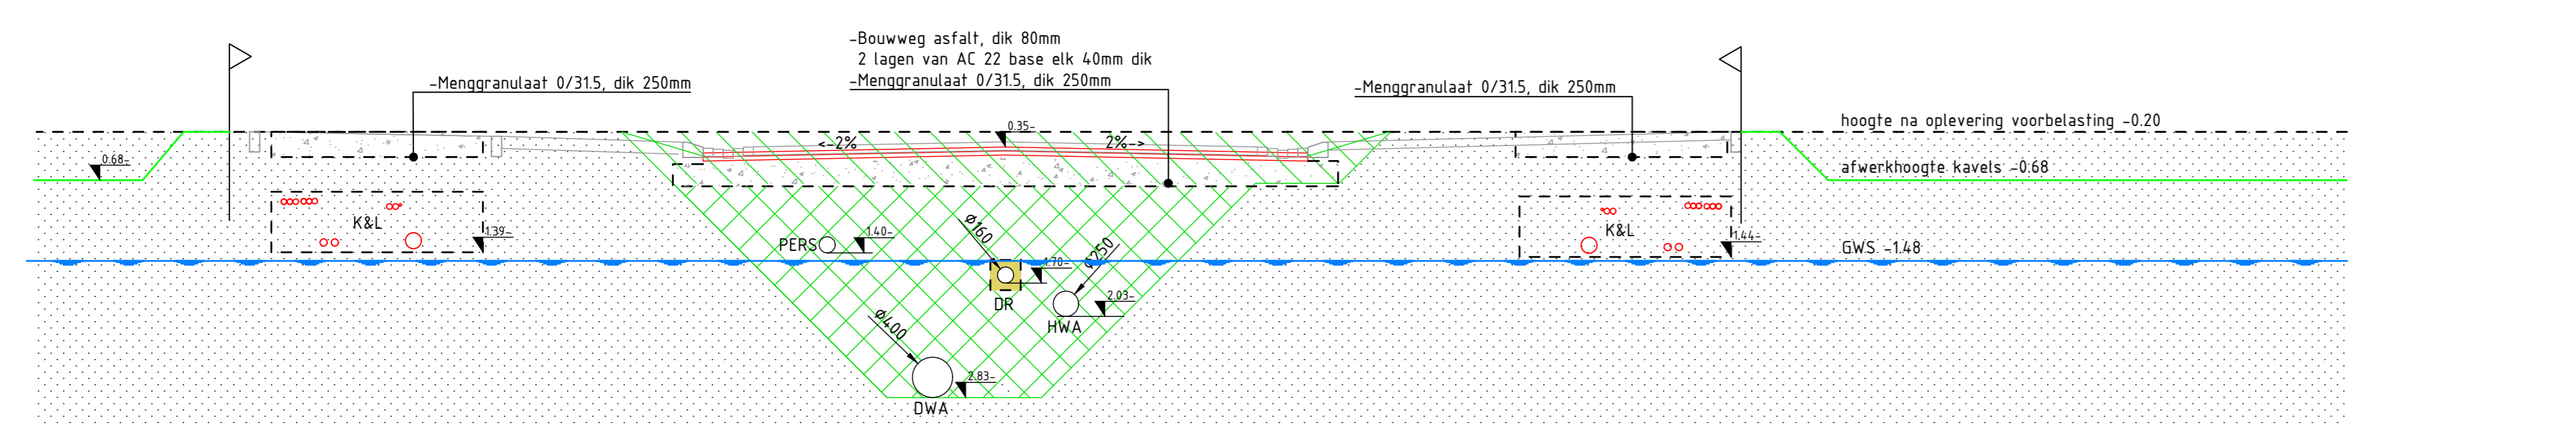 -Bouwweg asfalt, dik 80mm
2 lagen van AC 22 base elk 40mm dik
-Menggranulaat 0/31.5, dik 250mm
-Menggranulaat 0/31.5, dik 250mm
-Menggranulaat 0/31.5, dik 250mm
hoogte na oplevering voorbelasting -0.20
0.35-
<-2%
2%->
0.68-
afwerkhoogte kavels -0.68
K&L
1.39-
PERS
1.40-
ø160
ø250
K&L
1.44-
GWS -1.48
1.70-
DR
2.03-
HWA
ø400
2.83-
DWA